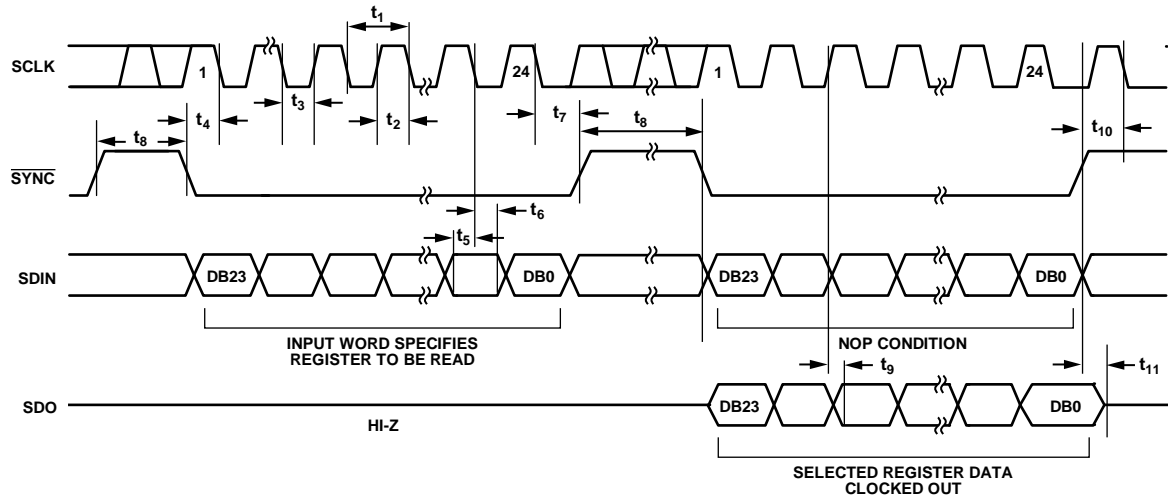 t1
SCLK
1
24
1
24
t3
t4
t2
t7
t8
t8
t10
SYNC
t6
t5
SDIN
DB23
DB0
DB23
DB0
INPUT WORD SPECIFIES
REGISTER TO BE READ
NOP CONDITION
t9
t11
SDO
DB23
DB0
HI-Z
SELECTED REGISTER DATA
CLOCKED OUT